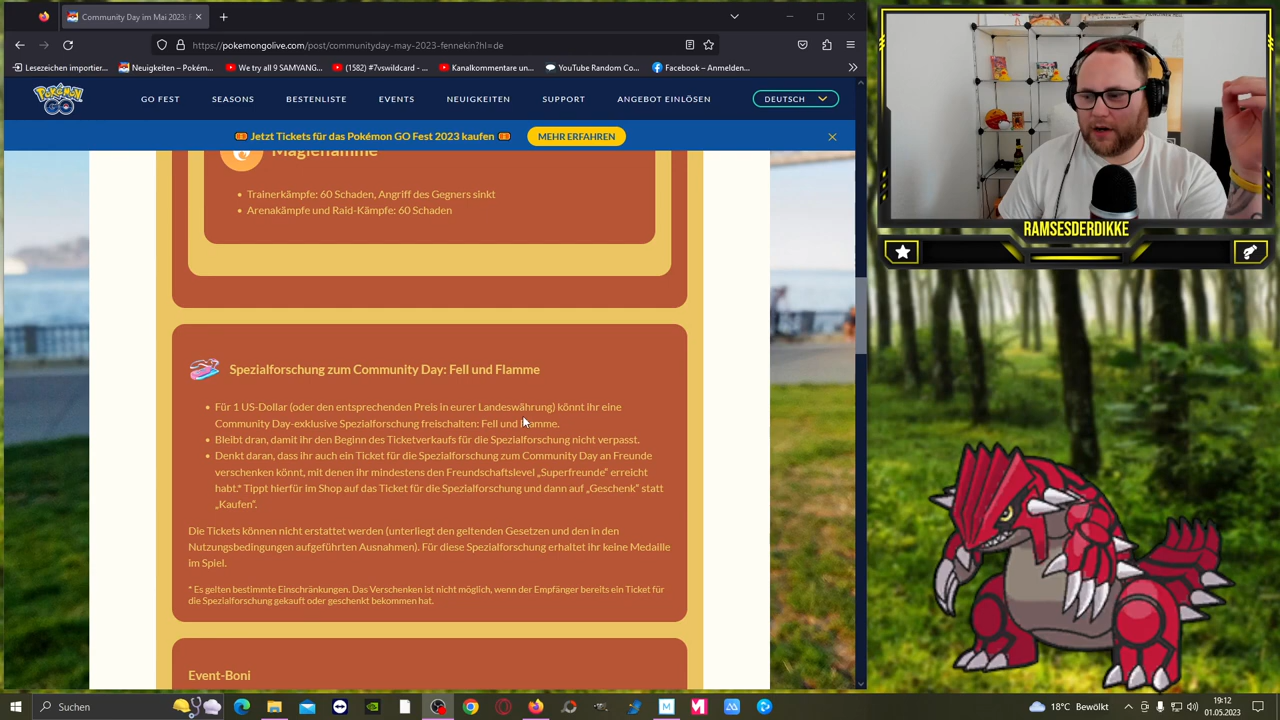 Community Day im Mai 2023: F
https://pokemongolive.com/post/communityday-may-2023-fennekin?hl=de
Lesezeichen importier...
Neuigkeiten – Pokém...
We try all 9 SAMYANG...
(1582) #7vswildcard - ...
Kanalkommentare un...
YouTube Random Co...
Facebook – Anmelden...
POKÉMON GO
GO FEST
SEASONS
BESTENLISTE
EVENTS
NEUIGKEITEN
SUPPORT
ANGEBOT EINLÖSEN
DEUTSCH
Jetzt Tickets für das Pokémon GO Fest 2023 kaufen
MEHR ERFAHREN
Magieflamme
Trainerkämpfe: 60 Schaden, Angriff des Gegners sinkt
Arenakämpfe und Raid-Kämpfe: 60 Schaden
Spezialforschung zum Community Day: Fell und Flamme
Für 1 US-Dollar (oder den entsprechenden Preis in eurer Landeswährung) könnt ihr eine
Community Day-exklusive Spezialforschung freischalten: Fell und Flamme.
Bleibt dran, damit ihr den Beginn des Ticketverkaufs für die Spezialforschung nicht verpasst.
Denkt daran, dass ihr auch ein Ticket für die Spezialforschung zum Community Day an Freunde
verschenken könnt, mit denen ihr mindestens den Freundschaftslevel „Superfreunde“ erreicht
habt.* Tippt hierfür im Shop auf das Ticket für die Spezialforschung und dann auf „Geschenk“ statt
„Kaufen“.
Die Tickets können nicht erstattet werden (unterliegt den geltenden Gesetzen und den in den
Nutzungsbedingungen aufgeführten Ausnahmen). Für diese Spezialforschung erhaltet ihr keine Medaille
im Spiel.
* Es gelten bestimmte Einschränkungen. Das Verschenken ist nicht möglich, wenn der Empfänger bereits ein Ticket für
die Spezialforschung gekauft oder geschenkt bekommen hat.
Event-Boni
RAMSESDERDIKKE
Suchen
18°C Bewölkt
19:12
01.05.2023